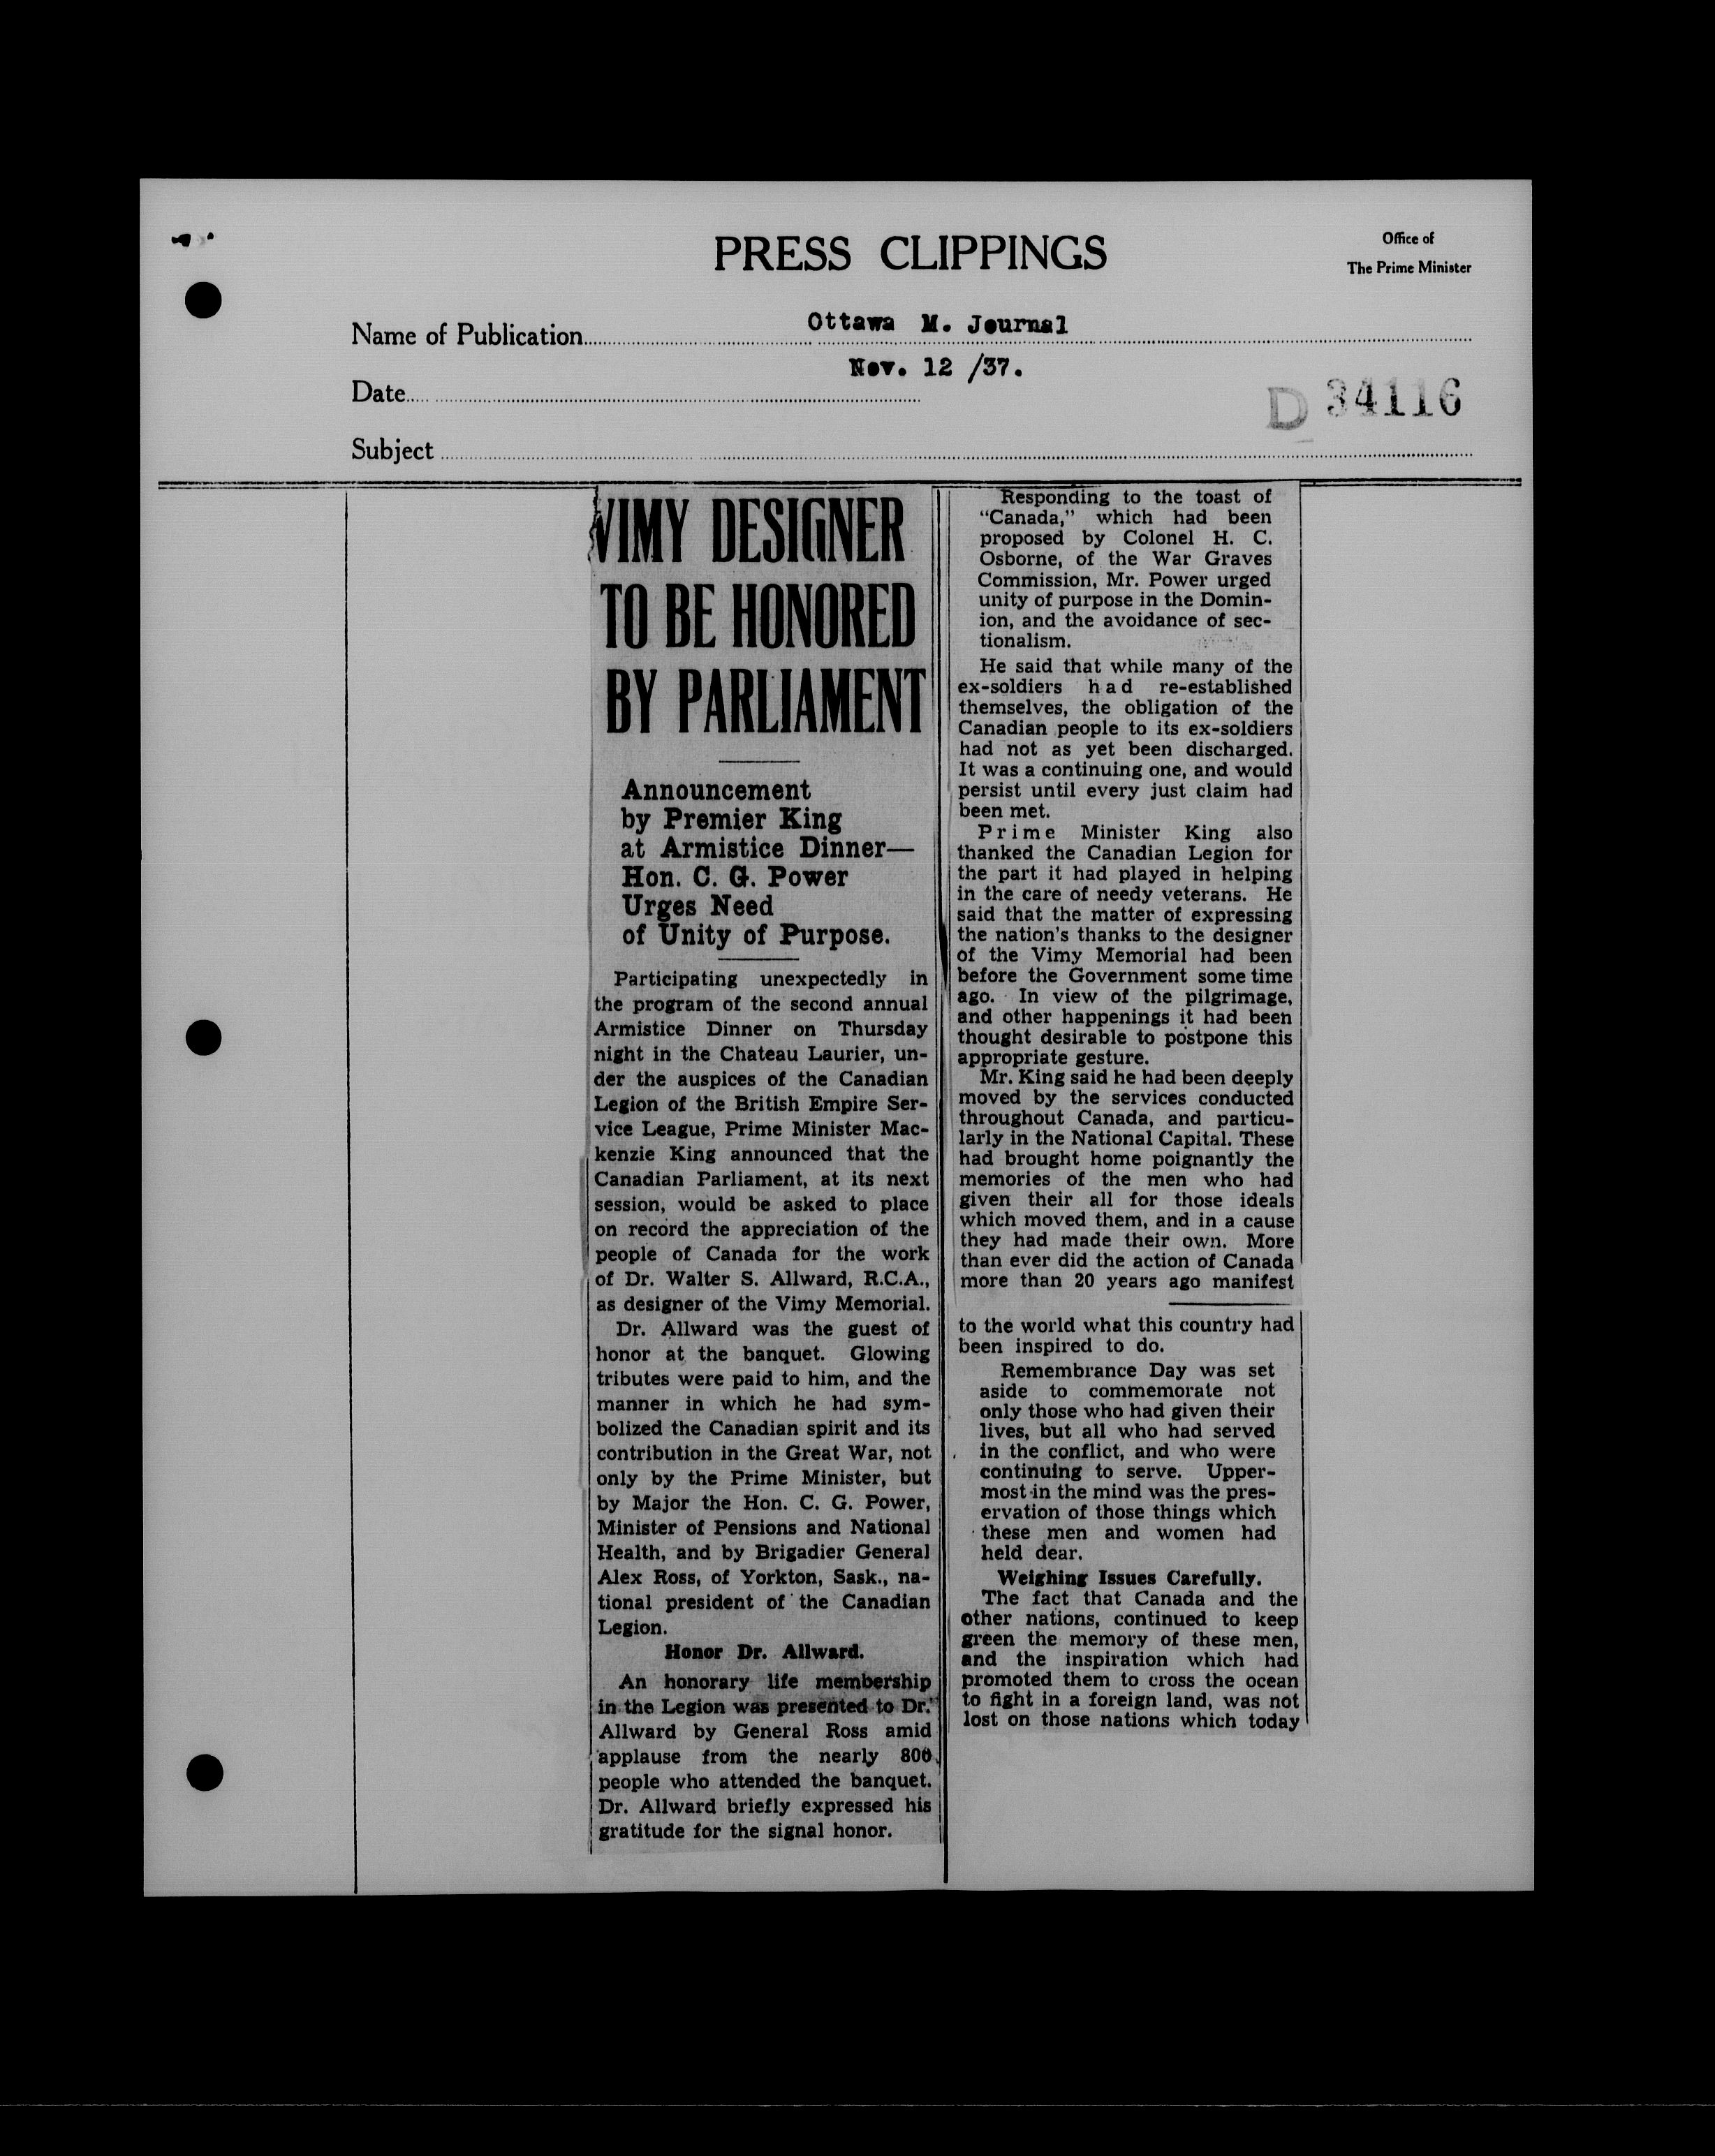 PRESS CLIPPINGS
Office of
The Prime Minister
Name of Publication Ottawa M. Journal
Date Nov. 12 /37.
D 34116
Subject
VIMY DESIGNER
TO BE HONORED
BY PARLIAMENT
Announcement
by Premier King
at Armistice Dinner—
Hon. C. G. Power
Urges Need
of Unity of Purpose.
Participating unexpectedly in
the program of the second annual
Armistice Dinner on Thursday
night in the Chateau Laurier, un-
der the auspices of the Canadian
Legion of the British Empire Ser-
vice League, Prime Minister Mac-
kenzie King announced that the
Canadian Parliament, at its next
session, would be asked to place
on record the appreciation of the
people of Canada for the work
of Dr. Walter S. Allward, R.C.A.,
as designer of the Vimy Memorial.
Dr. Allward was the guest of
honor at the banquet. Glowing
tributes were paid to him, and the
manner in which he had sym-
bolized the Canadian spirit and its
contribution in the Great War, not
only by the Prime Minister, but
by Major the Hon. C. G. Power,
Minister of Pensions and National
Health, and by Brigadier General
Alex Ross, of Yorkton, Sask., na-
tional president of the Canadian
Legion.
Honor Dr. Allward.
An honorary life membership
in the Legion was presented to Dr.
Allward by General Ross amid
applause from the nearly 800
people who attended the banquet.
Dr. Allward briefly expressed his
gratitude for the signal honor.
Responding to the toast of
"Canada," which had been
proposed by Colonel H. C.
Osborne, of the War Graves
Commission, Mr. Power urged
unity of purpose in the Domin-
ion, and the avoidance of sec-
tionalism.
He said that while many of the
ex-soldiers had re-established
themselves, the obligation of the
Canadian people to its ex-soldiers
had not as yet been discharged.
It was a continuing one, and would
persist until every just claim had
been met.
Prime Minister King also
thanked the Canadian Legion for
the part it had played in helping
in the care of needy veterans. He
said that the matter of expressing
the nation's thanks to the designer
of the Vimy Memorial had been
before the Government some time
ago. In view of the pilgrimage,
and other happenings it had been
thought desirable to postpone this
appropriate gesture.
Mr. King said he had been deeply
moved by the services conducted
throughout Canada, and particu-
larly in the National Capital. These
had brought home poignantly the
memories of the men who had
given their all for those ideals
which moved them, and in a cause
they had made their own. More
than ever did the action of Canada
more than 20 years ago manifest
to the world what this country had
been inspired to do.
Remembrance Day was set
aside to commemorate not
only those who had given their
lives, but all who had served
in the conflict, and who were
continuing to serve. Upper-
most in the mind was the pres-
ervation of those things which
these men and women had
held dear.
Weighing Issues Carefully.
The fact that Canada and the
other nations, continued to keep
green the memory of these men,
and the inspiration which had
promoted them to cross the ocean
to fight in a foreign land, was not
lost on those nations which today